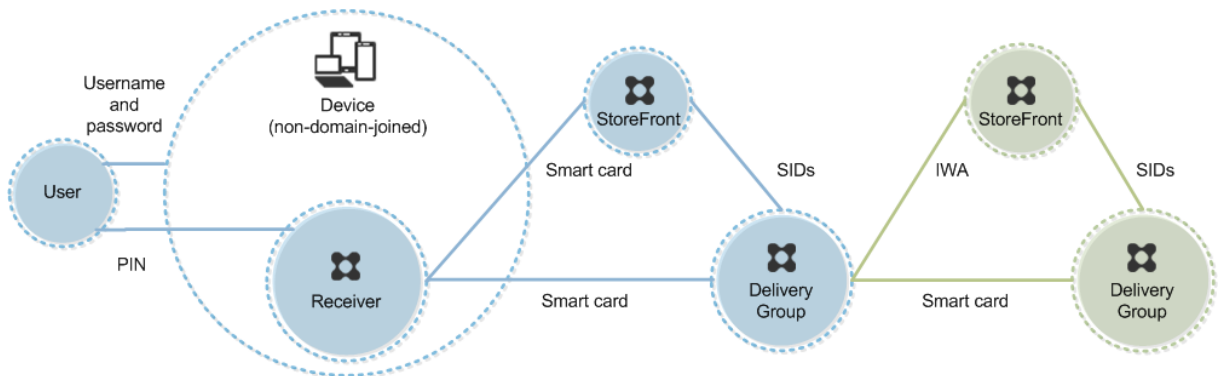 Username
and
password
Device
(non-domain-joined)
User
PIN
Receiver
StoreFront
Smart card
SIDs
Smart card
Delivery
Group
StoreFront
IWA
SIDs
Smart card
Delivery
Group